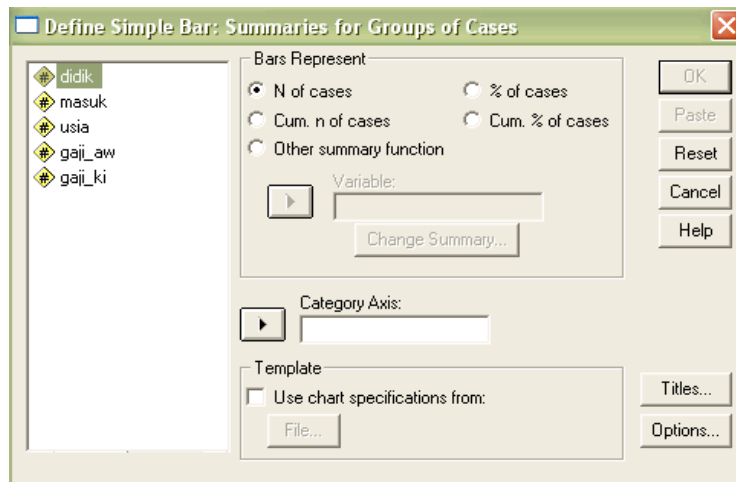 Define Simple Bar: Summaries for Groups of Cases
didik
masuk
usia
gaji_aw
gaji_ki
Bars Represent
N of cases
% of cases
Cum. n of cases
Cum. % of cases
Other summary function
Variable:
Change Summary...
Category Axis:
Template
Use chart specifications from:
File...
OK
Paste
Reset
Cancel
Help
Titles...
Options...